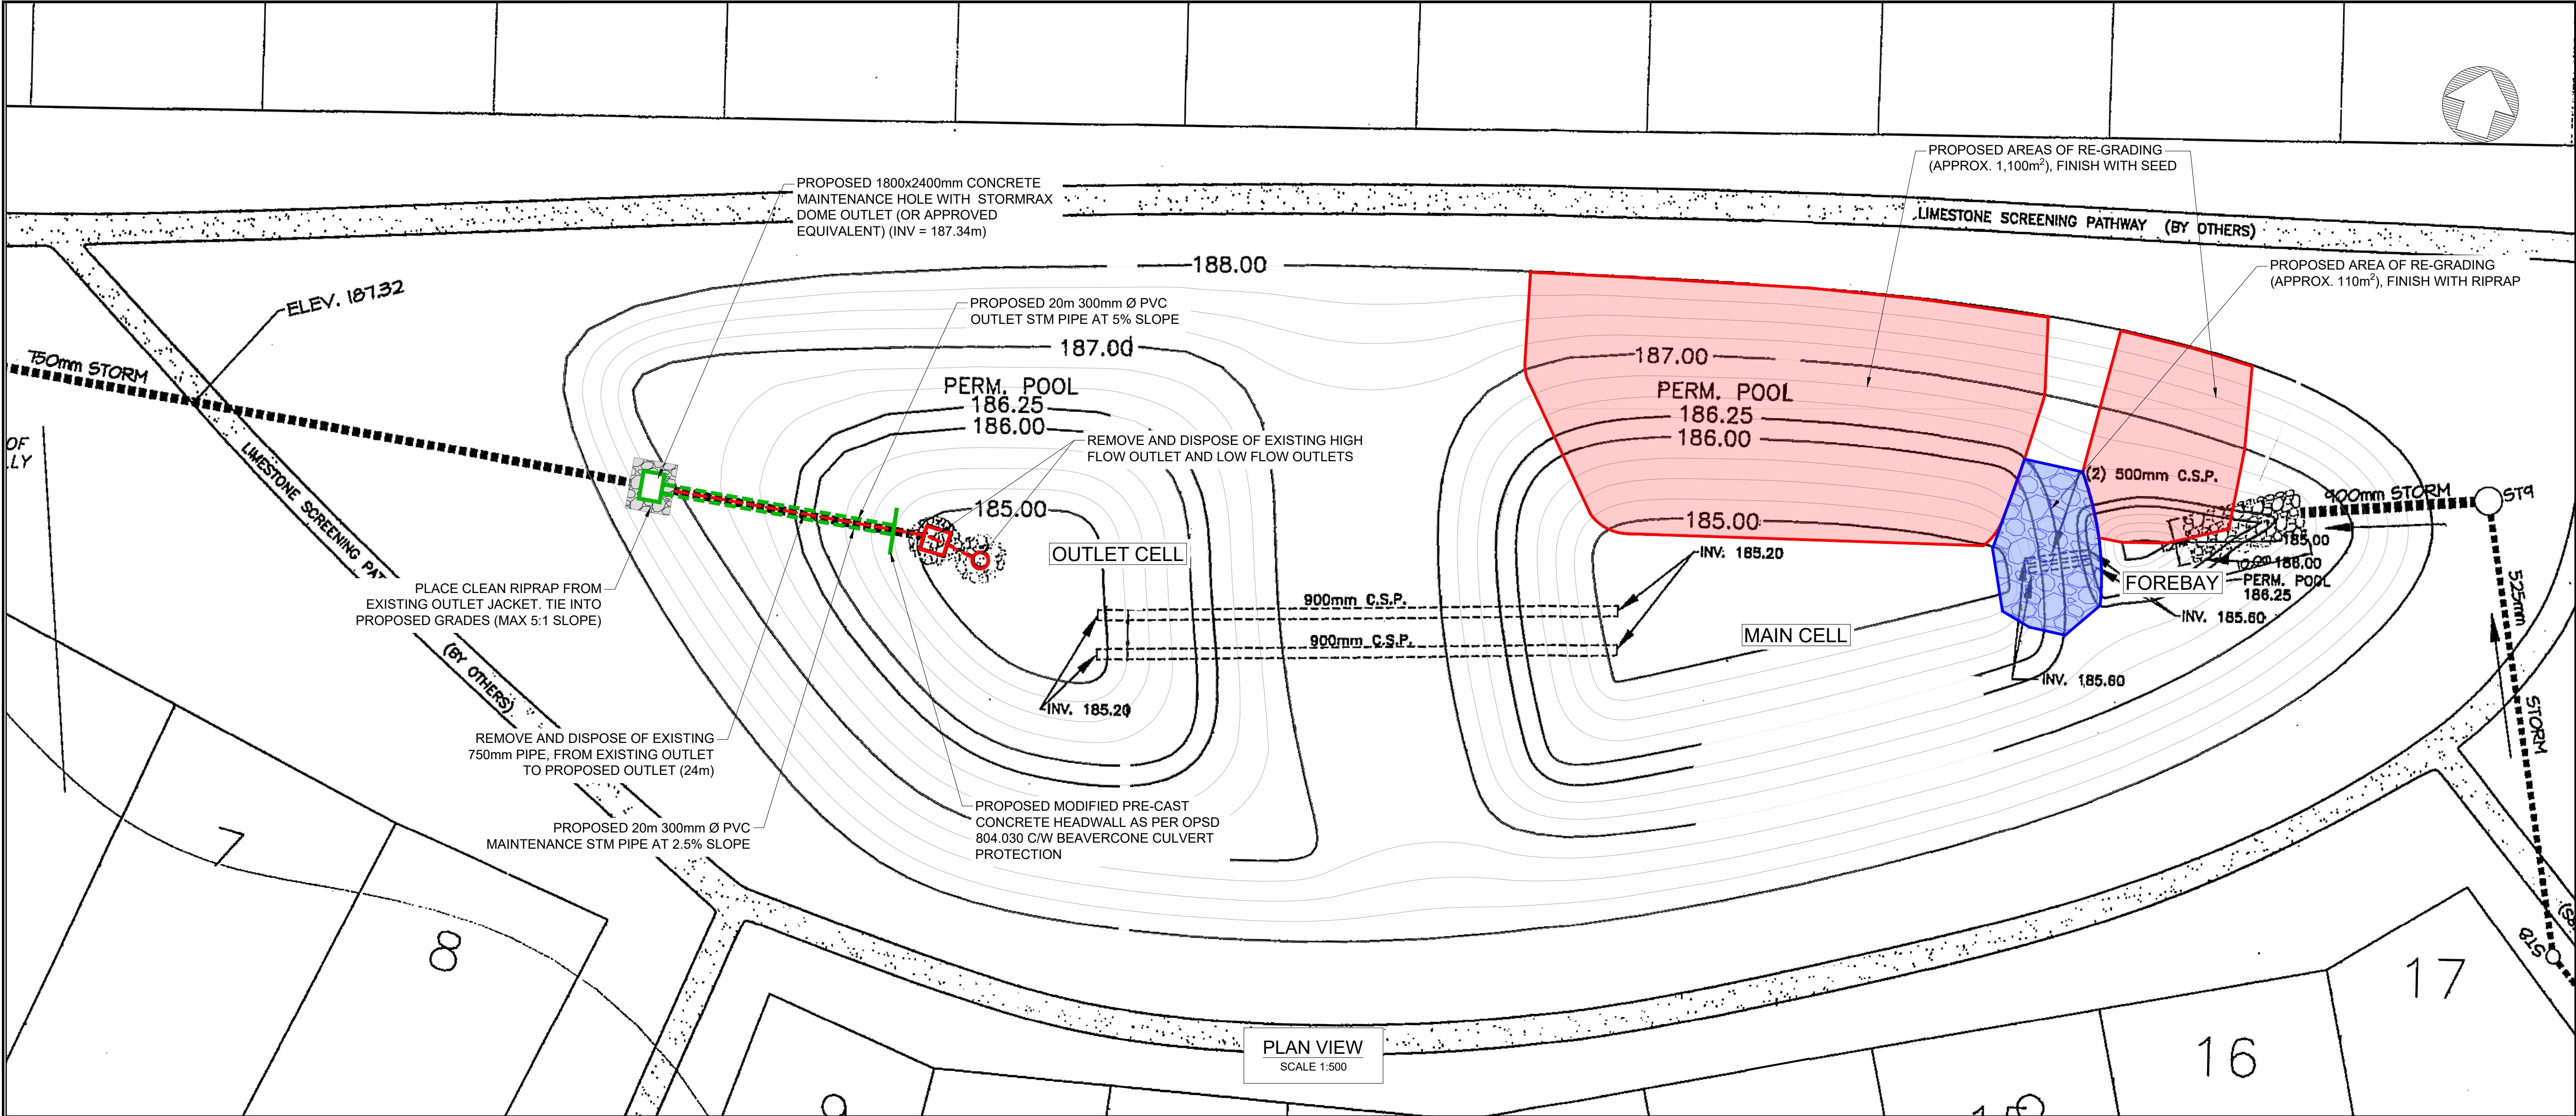 PROPOSED AREAS OF RE-GRADING
(APPROX. 1,100m²), FINISH WITH SEED
PROPOSED 1800x2400mm CONCRETE
MAINTENANCE HOLE WITH STORMRAX
DOME OUTLET (OR APPROVED
EQUIVALENT) (INV = 187.34m)
LIMESTONE SCREENING PATHWAY (BY OTHERS)
188.00
PROPOSED AREA OF RE-GRADING
(APPROX. 110m²), FINISH WITH RIPRAP
ELEV. 187.32
PROPOSED 20m 300mm Ø PVC
OUTLET STM PIPE AT 5% SLOPE
187.00
187.00
750mm STORM
PERM. POOL
186.25
186.00
PERM. POOL
186.25
186.00
OF
LLY
REMOVE AND DISPOSE OF EXISTING HIGH
FLOW OUTLET AND LOW FLOW OUTLETS
LIMESTONE SCREENING PAT
(BY OTHERS)
(2) 500mm C.S.P.
900mm STORM
ST9
185.00
185.00
185.00
186.00
PERM. POOL
186.25
OUTLET CELL
INV. 185.20
FOREBAY
INV. 185.60
PLACE CLEAN RIPRAP FROM
EXISTING OUTLET JACKET. TIE INTO
PROPOSED GRADES (MAX 5:1 SLOPE)
900mm C.S.P.
900mm C.S.P.
MAIN CELL
525mm
STORM
INV. 185.60
INV. 185.20
REMOVE AND DISPOSE OF EXISTING
750mm PIPE, FROM EXISTING OUTLET
TO PROPOSED OUTLET (24m)
PROPOSED 20m 300mm Ø PVC
MAINTENANCE STM PIPE AT 2.5% SLOPE
PROPOSED MODIFIED PRE-CAST
CONCRETE HEADWALL AS PER OPSD
804.030 C/W BEAVERCONE CULVERT
PROTECTION
7
8
ST8
17
16
9
PLAN VIEW
SCALE 1:500